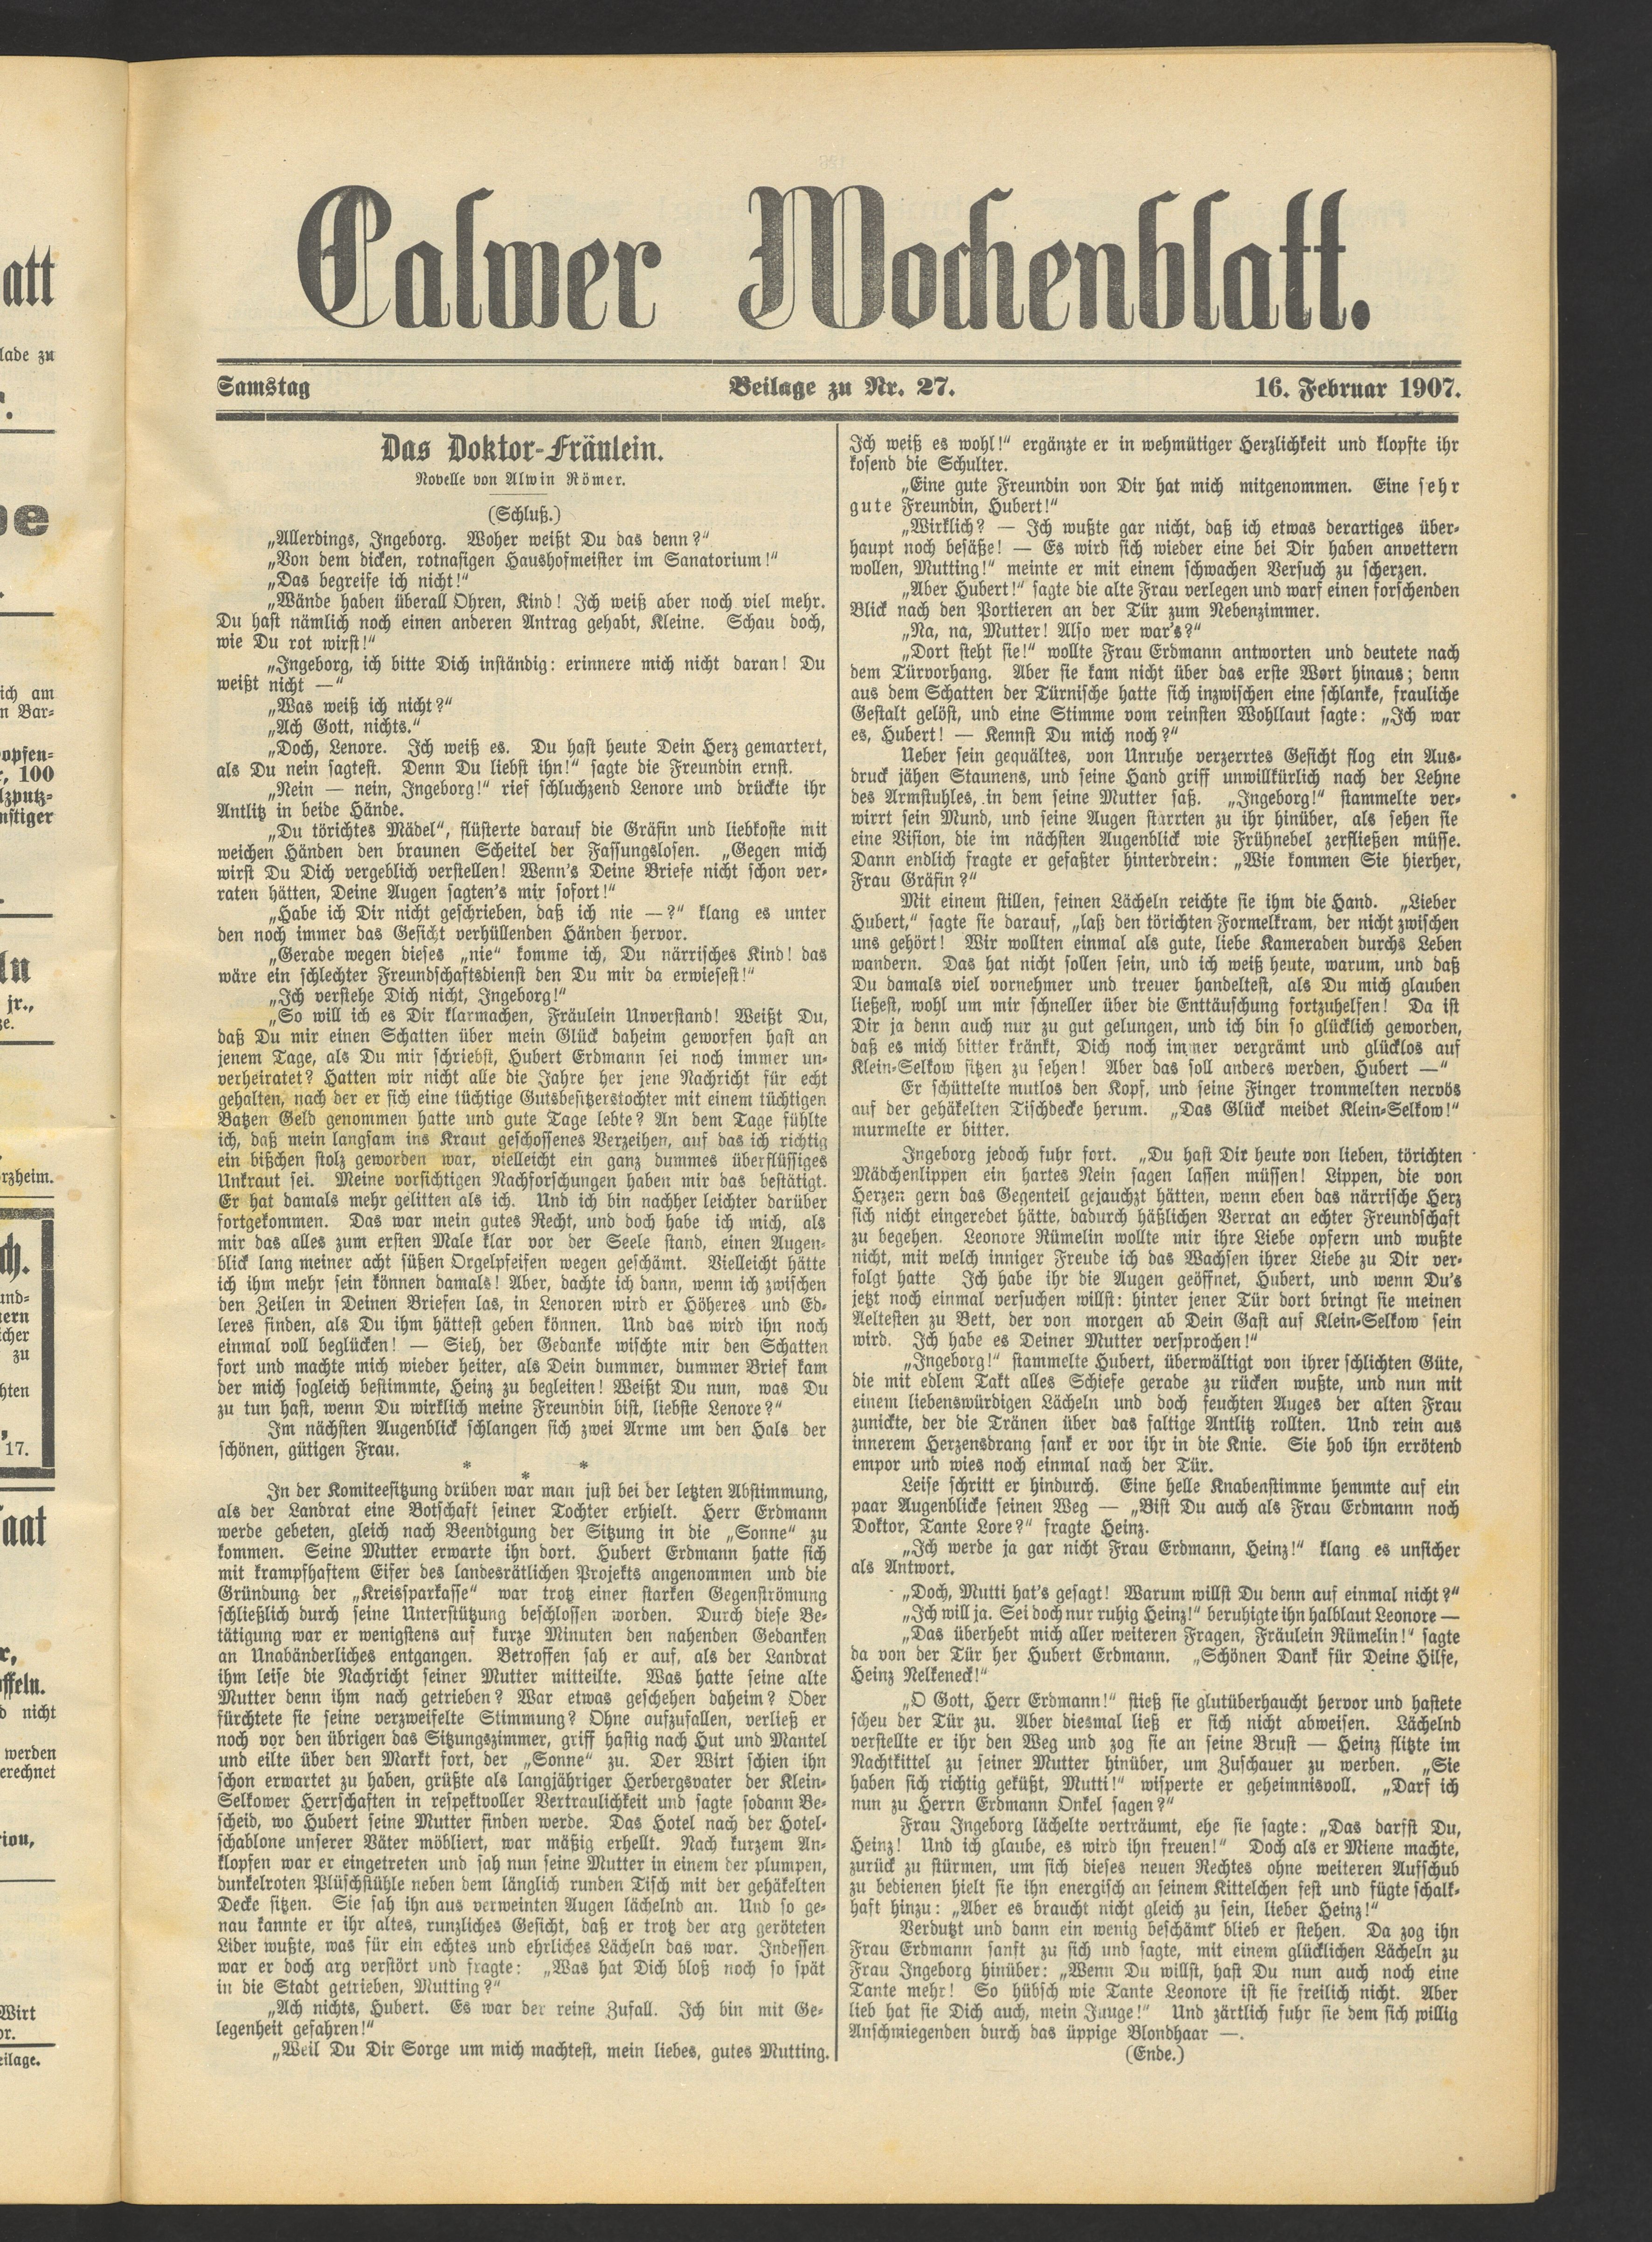 att
lade zu
r.
be
ln
jr.,
ze.
ich am
n Bar-
opfen-
r, 100
lzputz-
nstiger
rzheim.
ch.
und-
nern
icher
zu
hten
17.
aat
r,
ffeln.
d nicht
werden
erechnet
Wirt
or.
eilage.
Calwer Wochenblatt.
Samstag Beilage zu Nr. 27. 16. Februar 1907.
Das Doktor-Fräulein.
Novelle von Alwin Römer.
(Schluß.)
„Allerdings, Ingeborg. Woher weißt Du das denn?“
„Von dem dicken, rotnasigen Haushofmeister im Sanatorium!“
„Das begreife ich nicht!“
„Wände haben überall Ohren, Kind! Ich weiß aber noch viel mehr.
Du hast nämlich noch einen anderen Antrag gehabt, Kleine. Schau doch,
wie Du rot wirst!“
„Ingeborg, ich bitte Dich inständig: erinnere mich nicht daran! Du
weißt nicht —“
„Was weiß ich nicht?“
„Ach Gott, nichts.“
„Doch, Lenore. Ich weiß es. Du hast heute Dein Herz gemartert,
als Du nein sagtest. Denn Du liebst ihn!“ sagte die Freundin ernst.
„Nein — nein, Ingeborg!“ rief schluchzend Lenore und drückte ihr
Antlitz in beide Hände.
„Du törichtes Mädel“, flüsterte darauf die Gräfin und liebkoste mit
weichen Händen den braunen Scheitel der Fassungslosen. „Gegen mich
wirst Du Dich vergeblich verstellen! Wenn's Deine Briefe nicht schon ver-
raten hätten, Deine Augen sagten's mir sofort!“
„Habe ich Dir nicht geschrieben, daß ich nie —?“ klang es unter
den noch immer das Gesicht verhüllenden Händen hervor.
„Gerade wegen dieses „nie“ komme ich, Du närrisches Kind! das
wäre ein schlechter Freundschaftsdienst den Du mir da erwiesest!“
„Ich verstehe Dich nicht, Ingeborg!“
„So will ich es Dir klarmachen, Fräulein Unverstand! Weißt Du,
daß Du mir einen Schatten über mein Glück daheim geworfen hast an
jenem Tage, als Du mir schriebst, Hubert Erdmann sei noch immer un-
verheiratet? Hatten wir nicht alle die Jahre her jene Nachricht für echt
gehalten, nach der er sich eine tüchtige Gutsbesitzerstochter mit einem tüchtigen
Batzen Geld genommen hatte und gute Tage lebte? An dem Tage fühlte
ich, daß mein langsam ins Kraut geschossenes Verzeihen, auf das ich richtig
ein bißchen stolz geworden war, vielleicht ein ganz dummes überflüssiges
Unkraut sei. Meine vorsichtigen Nachforschungen haben mir das bestätigt.
Er hat damals mehr gelitten als ich. Und ich bin nachher leichter darüber
fortgekommen. Das war mein gutes Recht, und doch habe ich mich, als
mir das alles zum ersten Male klar vor der Seele stand, einen Augen-
blick lang meiner acht süßen Orgelpfeifen wegen geschämt. Vielleicht hätte
ich ihm mehr sein können damals! Aber, dachte ich dann, wenn ich zwischen
den Zeilen in Deinen Briefen las, in Lenoren wird er Höheres und Ed-
leres finden, als Du ihm hättest geben können. Und das wird ihn noch
einmal voll beglücken! — Sieh, der Gedanke wischte mir den Schatten
fort und machte mich wieder heiter, als Dein dummer, dummer Brief kam
der mich sogleich bestimmte, Heinz zu begleiten! Weißt Du nun, was Du
zu tun hast, wenn Du wirklich meine Freundin bist, liebste Lenore?“
Im nächsten Augenblick schlangen sich zwei Arme um den Hals der
schönen, gütigen Frau.
* * *
In der Komiteesitzung drüben war man just bei der letzten Abstimmung,
als der Landrat eine Botschaft seiner Tochter erhielt. Herr Erdmann
werde gebeten, gleich nach Beendigung der Sitzung in die „Sonne“ zu
kommen. Seine Mutter erwarte ihn dort. Hubert Erdmann hatte sich
mit krampfhaftem Eifer des landesrätlichen Projekts angenommen und die
Gründung der „Kreissparkasse“ war trotz einer starken Gegenströmung
schließlich durch seine Unterstützung beschlossen worden. Durch diese Be-
tätigung war er wenigstens auf kurze Minuten den nahenden Gedanken
an Unabänderliches entgangen. Betroffen sah er auf, als der Landrat
ihm leise die Nachricht seiner Mutter mitteilte. Was hatte seine alte
Mutter denn ihm nach getrieben? War etwas geschehen daheim? Oder
fürchtete sie seine verzweifelte Stimmung? Ohne aufzufallen, verließ er
noch vor den übrigen das Sitzungszimmer, griff hastig nach Hut und Mantel
und eilte über den Markt fort, der „Sonne“ zu. Der Wirt schien ihn
schon erwartet zu haben, grüßte als langjähriger Herbergsvater der Klein-
Selkower Herrschaften in respektvoller Vertraulichkeit und sagte sodann Be-
scheid, wo Hubert seine Mutter finden werde. Das Hotel nach der Hotel-
schablone unserer Väter möbliert, war mäßig erhellt. Nach kurzem An-
klopfen war er eingetreten und sah nun seine Mutter in einem der plumpen,
dunkelroten Plüschstühle neben dem länglich runden Tisch mit der gehäkelten
Decke sitzen. Sie sah ihn aus verweinten Augen lächelnd an. Und so ge-
nau kannte er ihr altes, runzliches Gesicht, daß er trotz der arg geröteten
Lider wußte, was für ein echtes und ehrliches Lächeln das war. Indessen
war er doch arg verstört und fragte: „Was hat Dich bloß noch so spät
in die Stadt getrieben, Mutting?“
„Ach nichts, Hubert. Es war der reine Zufall. Ich bin mit Ge-
legenheit gefahren!“
„Weil Du Dir Sorge um mich machtest, mein liebes, gutes Mutting.
Ich weiß es wohl!“ ergänzte er in wehmütiger Herzlichkeit und klopfte ihr
kosend die Schulter.
„Eine gute Freundin von Dir hat mich mitgenommen. Eine sehr
gute Freundin, Hubert!“
„Wirklich? — Ich wußte gar nicht, daß ich etwas derartiges über-
haupt noch besäße! — Es wird sich wieder eine bei Dir haben anvettern
wollen, Mutting!“ meinte er mit einem schwachen Versuch zu scherzen.
„Aber Hubert!“ sagte die alte Frau verlegen und warf einen forschenden
Blick nach den Portieren an der Tür zum Nebenzimmer.
„Na, na, Mutter! Also wer war's?“
„Dort steht sie!“ wollte Frau Erdmann antworten und deutete nach
dem Türvorhang. Aber sie kam nicht über das erste Wort hinaus; denn
aus dem Schatten der Türnische hatte sich inzwischen eine schlanke, frauliche
Gestalt gelöst, und eine Stimme vom reinsten Wohllaut sagte: „Ich war
es, Hubert! — Kennst Du mich noch?“
Ueber sein gequältes, von Unruhe verzerrtes Gesicht flog ein Aus-
druck jähen Staunens, und seine Hand griff unwillkürlich nach der Lehne
des Armstuhles, in dem seine Mutter saß. „Ingeborg!“ stammelte ver-
wirrt sein Mund, und seine Augen starrten zu ihr hinüber, als sehen sie
eine Vision, die im nächsten Augenblick wie Frühnebel zerfließen müsse.
Dann endlich fragte er gefaßter hinterdrein: „Wie kommen Sie hierher,
Frau Gräfin?“
Mit einem stillen, feinen Lächeln reichte sie ihm die Hand. „Lieber
Hubert,“ sagte sie darauf, „laß den törichten Formelkram, der nicht zwischen
uns gehört! Wir wollten einmal als gute, liebe Kameraden durchs Leben
wandern. Das hat nicht sollen sein, und ich weiß heute, warum, und daß
Du damals viel vornehmer und treuer handeltest, als Du mich glauben
ließest, wohl um mir schneller über die Enttäuschung fortzuhelfen! Da ist
Dir ja denn auch nur zu gut gelungen, und ich bin so glücklich geworden,
daß es mich bitter kränkt, Dich noch immer vergrämt und glücklos auf
Klein-Selkow sitzen zu sehen! Aber das soll anders werden, Hubert —“
Er schüttelte mutlos den Kopf, und seine Finger trommelten nervös
auf der gehäkelten Tischdecke herum. „Das Glück meidet Klein-Selkow!“
murmelte er bitter.
Ingeborg jedoch fuhr fort. „Du hast Dir heute von lieben, törichten
Mädchenlippen ein hartes Nein sagen lassen müssen! Lippen, die von
Herzen gern das Gegenteil gejauchzt hätten, wenn eben das närrische Herz
sich nicht eingeredet hätte, dadurch häßlichen Verrat an echter Freundschaft
zu begehen. Leonore Rümelin wollte mir ihre Liebe opfern und wußte
nicht, mit welch inniger Freude ich das Wachsen ihrer Liebe zu Dir ver-
folgt hatte Ich habe ihr die Augen geöffnet, Hubert, und wenn Du's
jetzt noch einmal versuchen willst: hinter jener Tür dort bringt sie meinen
Aeltesten zu Bett, der von morgen ab Dein Gast auf Klein-Selkow sein
wird. Ich habe es Deiner Mutter versprochen!“
„Ingeborg!“ stammelte Hubert, überwältigt von ihrer schlichten Güte,
die mit edlem Takt alles Schiefe gerade zu rücken wußte, und nun mit
einem liebenswürdigen Lächeln und doch feuchten Auges der alten Frau
zunickte, der die Tränen über das faltige Antlitz rollten. Und rein aus
innerem Herzensdrang sank er vor ihr in die Knie. Sie hob ihn errötend
empor und wies noch einmal nach der Tür.
Leise schritt er hindurch. Eine helle Knabenstimme hemmte auf ein
paar Augenblicke seinen Weg — „Bist Du auch als Frau Erdmann noch
Doktor, Tante Lore?“ fragte Heinz.
„Ich werde ja gar nicht Frau Erdmann, Heinz!“ klang es unsicher
als Antwort.
„Doch, Mutti hat's gesagt! Warum willst Du denn auf einmal nicht?“
„Ich will ja. Sei doch nur ruhig Heinz!“ beruhigte ihn halblaut Leonore —
„Das überhebt mich aller weiteren Fragen, Fräulein Rümelin!“ sagte
da von der Tür her Hubert Erdmann. „Schönen Dank für Deine Hilfe,
Heinz Nelkeneck!“
„O Gott, Herr Erdmann!“ stieß sie glutüberhaucht hervor und hastete
scheu der Tür zu. Aber diesmal ließ er sich nicht abweisen. Lächelnd
verstellte er ihr den Weg und zog sie an seine Brust — Heinz flitzte im
Nachtkittel zu seiner Mutter hinüber, um Zuschauer zu werden. „Sie
haben sich richtig geküßt, Mutti!“ wisperte er geheimnisvoll. „Darf ich
nun zu Herrn Erdmann Onkel sagen?“
Frau Ingeborg lächelte verträumt, ehe sie sagte: „Das darfst Du,
Heinz! Und ich glaube, es wird ihn freuen!“ Doch als er Miene machte,
zurück zu stürmen, um sich dieses neuen Rechtes ohne weiteren Aufschub
zu bedienen hielt sie ihn energisch an seinem Kittelchen fest und fügte schalk-
haft hinzu: „Aber es braucht nicht gleich zu sein, lieber Heinz!“
Verdutzt und dann ein wenig beschämt blieb er stehen. Da zog ihn
Frau Erdmann sanft zu sich und sagte, mit einem glücklichen Lächeln zu
Frau Ingeborg hinüber: „Wenn Du willst, hast Du nun auch noch eine
Tante mehr! So hübsch wie Tante Leonore ist sie freilich nicht. Aber
lieb hat sie Dich auch, mein Junge!“ Und zärtlich fuhr sie dem sich willig
Anschmiegenden durch das üppige Blondhaar —.
(Ende.)